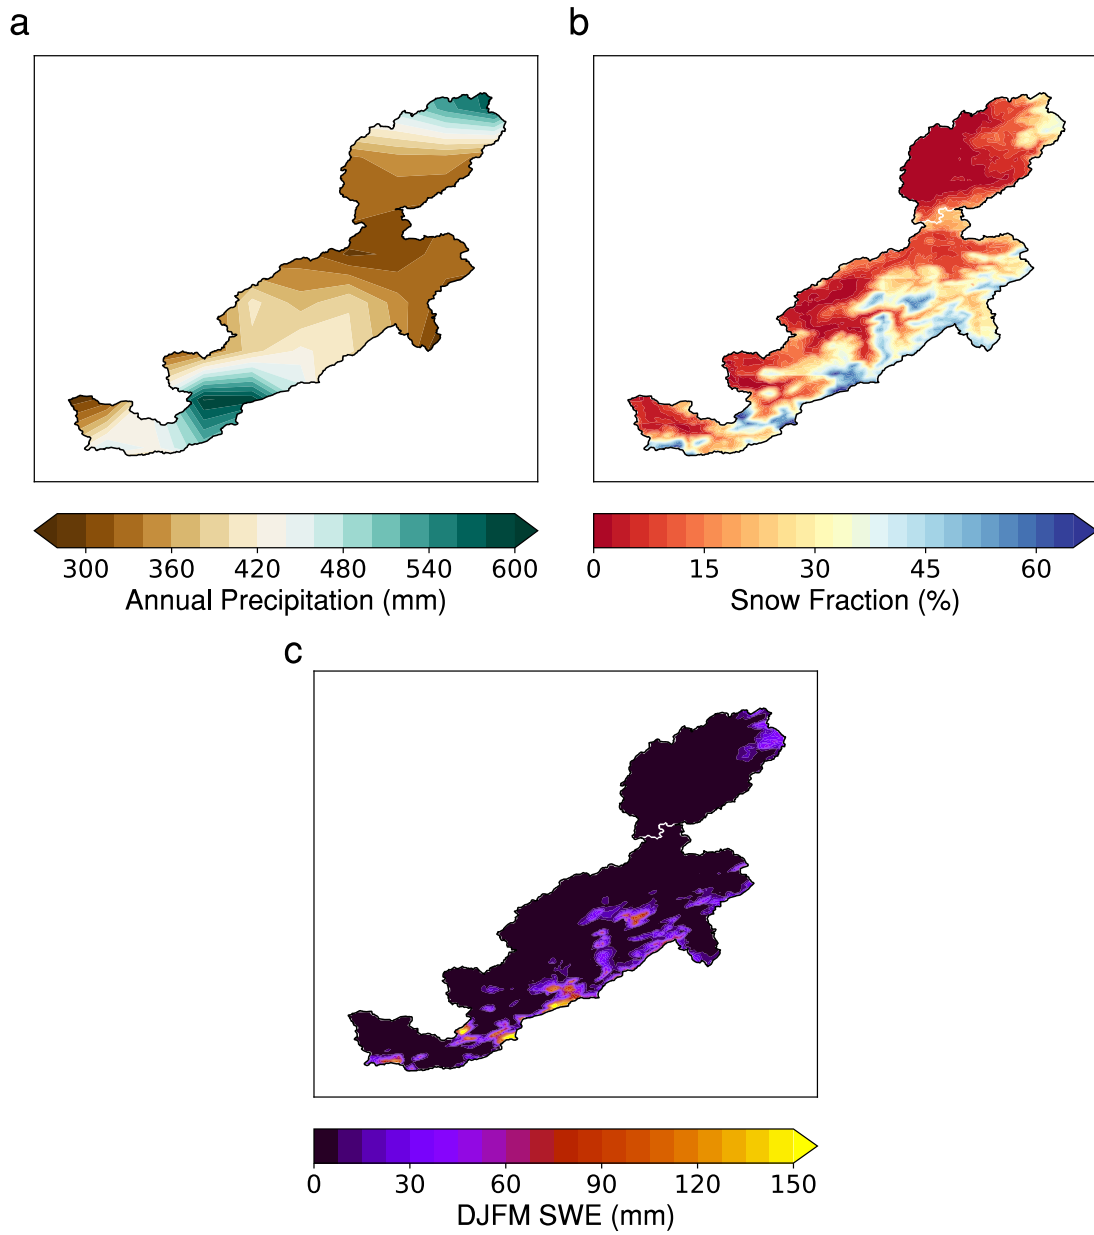 a
b
300 360 420 480 540 600
Annual Precipitation (mm)
0 15 30 45 60
Snow Fraction (%)
c
0 30 60 90 120 150
DJFM SWE (mm)